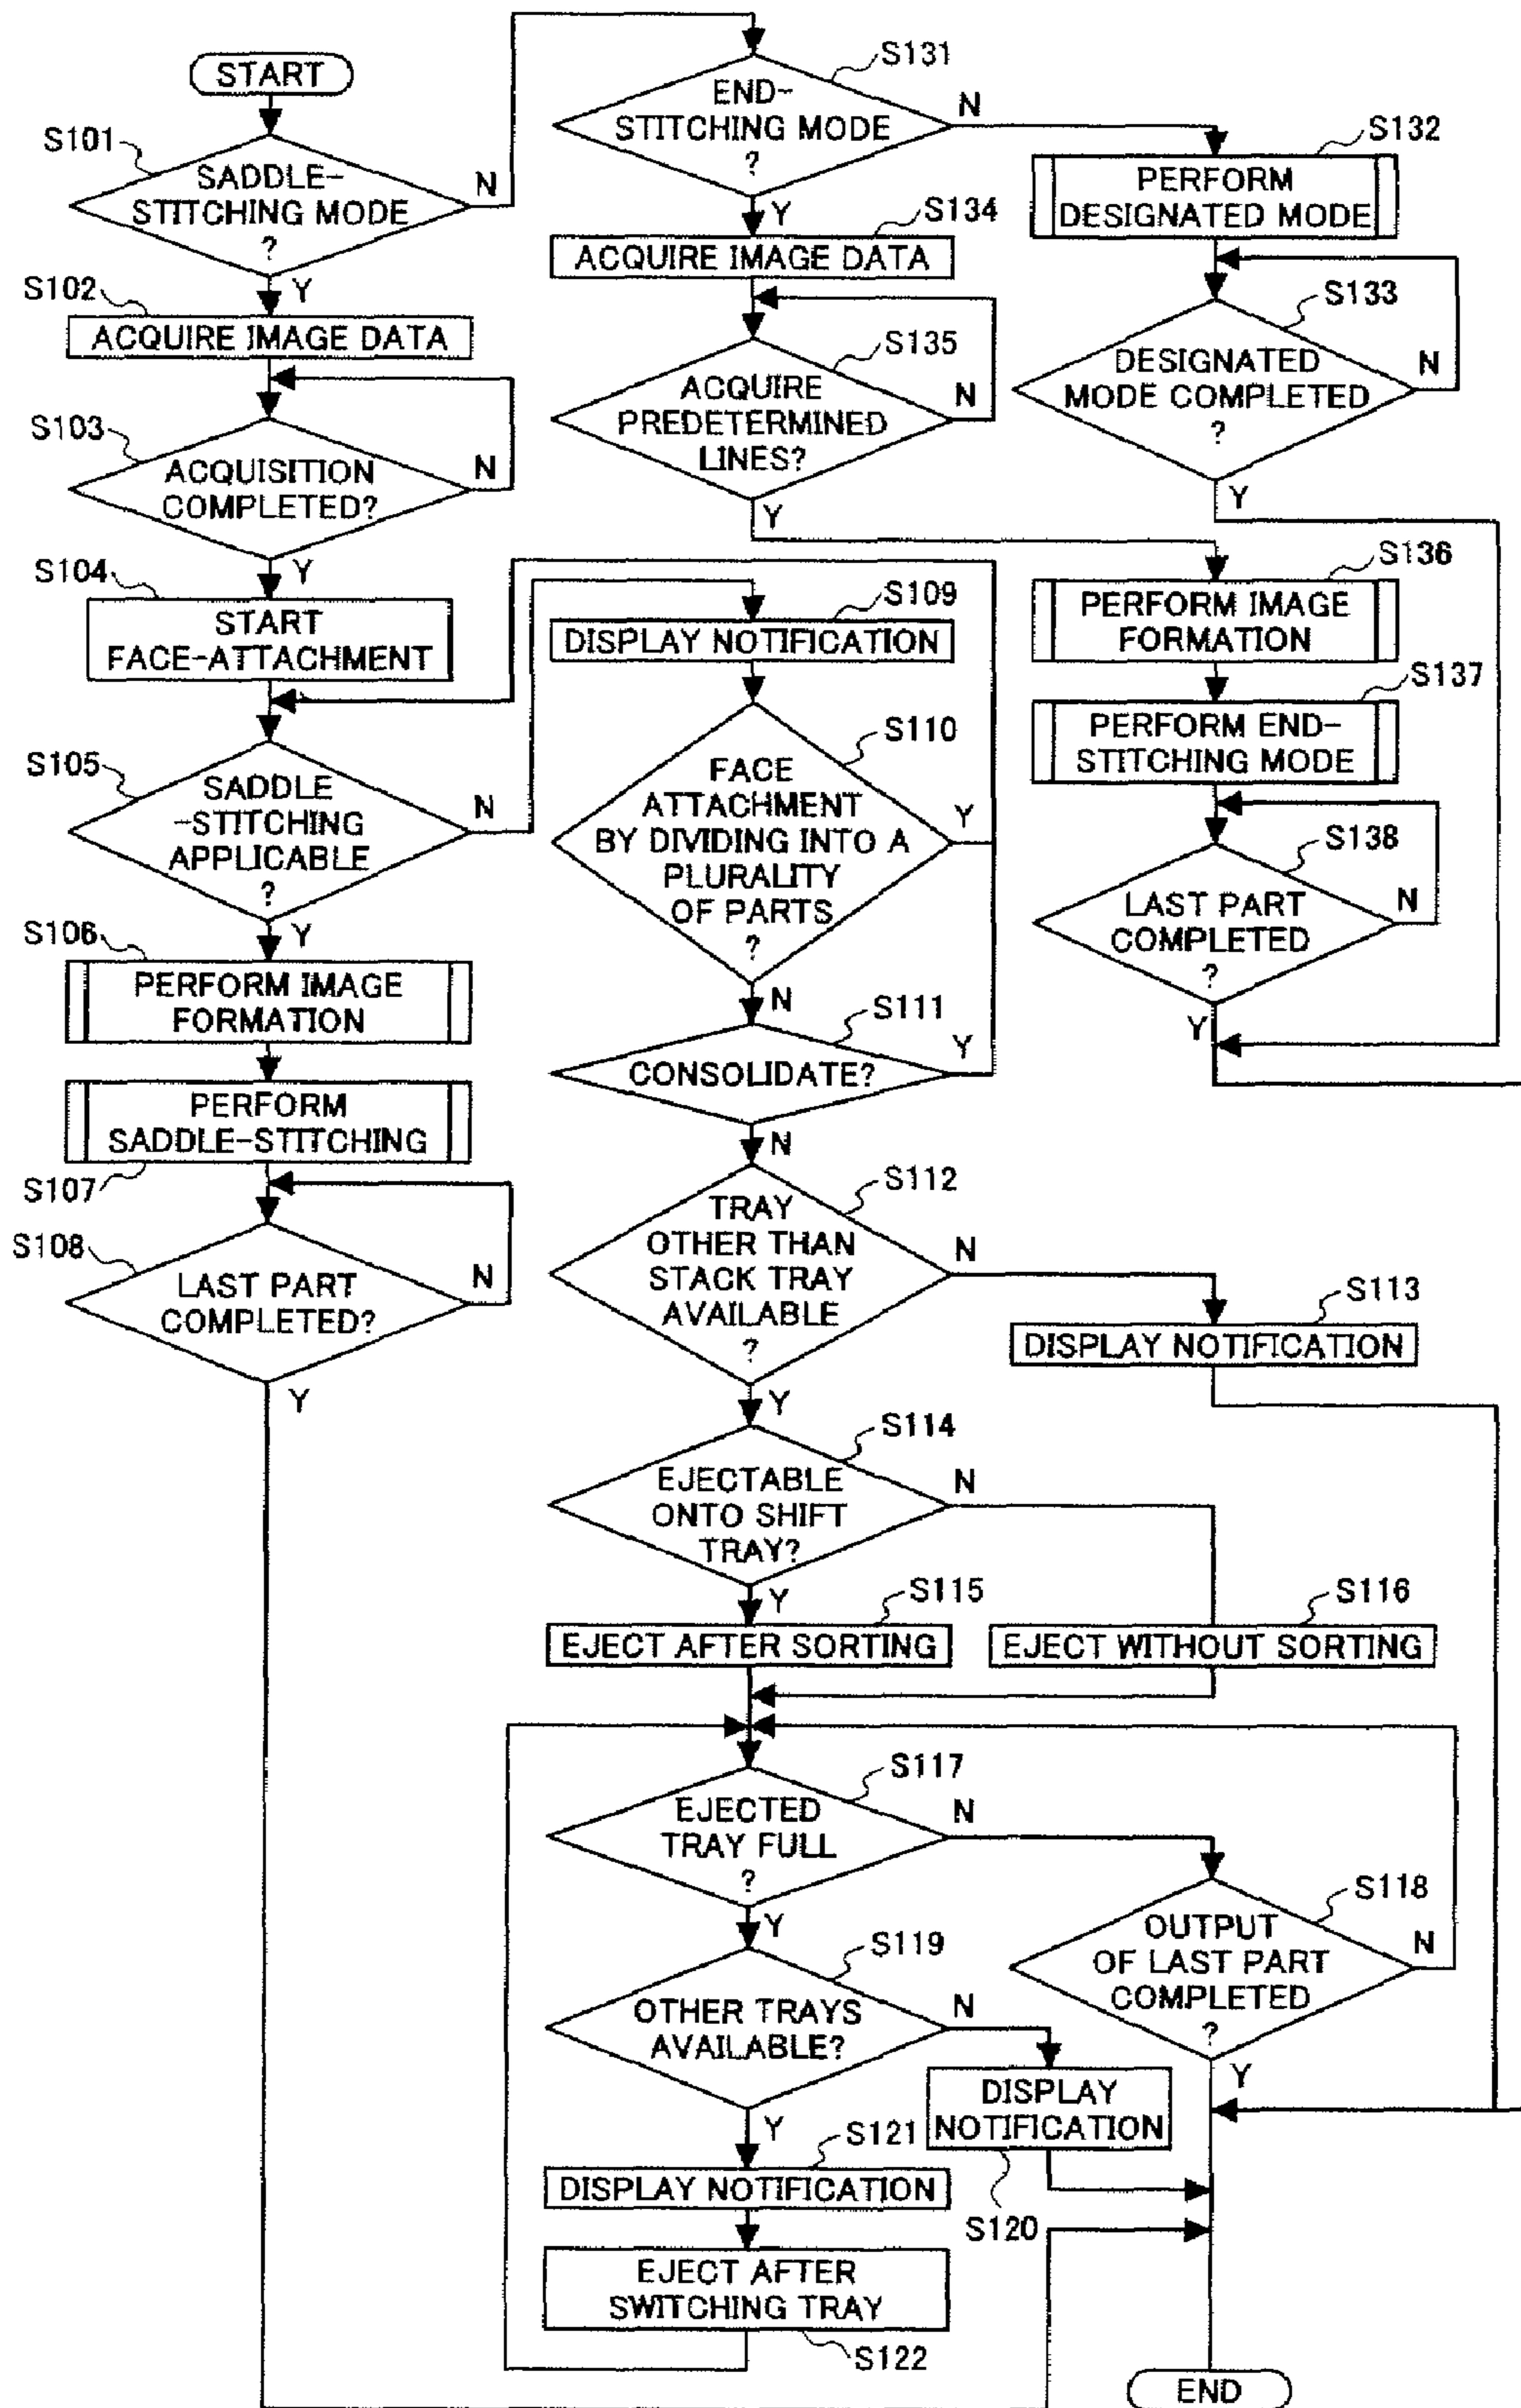 START
S101
SADDLE-
STITCHING MODE
?
N
Y
S102
ACQUIRE IMAGE DATA
S103
ACQUISITION
COMPLETED?
N
Y
S104
START
FACE-ATTACHMENT
S105
SADDLE
-STITCHING
APPLICABLE
?
N
Y
S106
PERFORM IMAGE
FORMATION
PERFORM
SADDLE-STITCHING
S107
S108
LAST PART
COMPLETED?
N
Y
S131
END-
STITCHING MODE
?
N
Y
S134
ACQUIRE IMAGE DATA
S135
ACQUIRE
PREDETERMINED
LINES?
N
Y
S109
DISPLAY NOTIFICATION
S110
FACE
ATTACHMENT
BY DIVIDING INTO A
PLURALITY
OF PARTS
?
Y
N
S111
CONSOLIDATE?
Y
N
S112
TRAY
OTHER THAN
STACK TRAY
AVAILABLE
?
N
Y
S114
EJECTABLE
ONTO SHIFT
TRAY?
N
Y
S115
EJECT AFTER SORTING
S117
EJECTED
TRAY FULL
?
N
Y
S119
OTHER TRAYS
AVAILABLE?
N
Y
S121
DISPLAY NOTIFICATION
EJECT AFTER
SWITCHING TRAY
S122
S132
PERFORM
DESIGNATED MODE
S133
DESIGNATED
MODE COMPLETED
?
N
Y
S136
PERFORM IMAGE
FORMATION
S137
PERFORM END-
STITCHING MODE
S138
LAST PART
COMPLETED
?
N
Y
S113
DISPLAY NOTIFICATION
S116
EJECT WITHOUT SORTING
S118
OUTPUT
OF LAST PART
COMPLETED
?
N
Y
DISPLAY
NOTIFICATION
S120
END